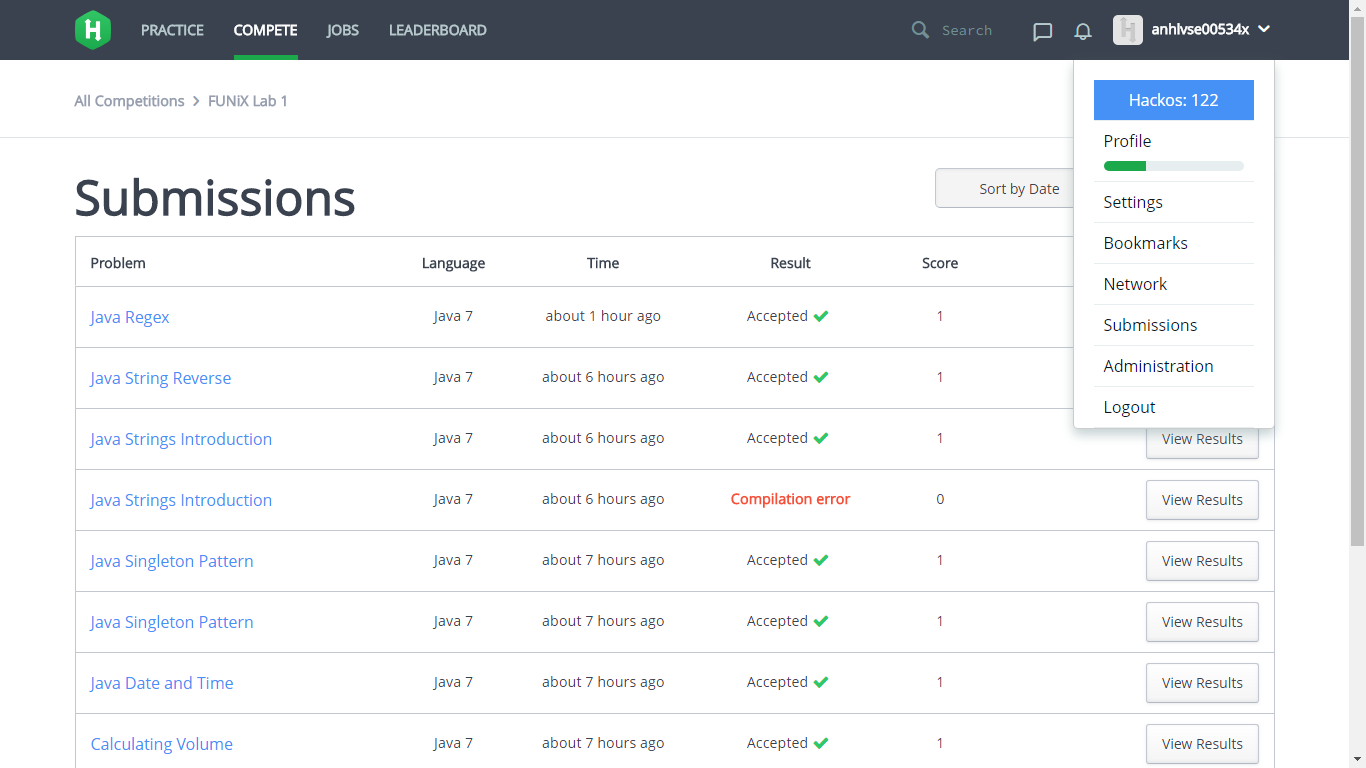 PRACTICE COMPETE JOBS LEADERBOARD Search anhlvse00534x
All Competitions > FUNiX Lab 1
Hackos: 122
Profile
Settings
Bookmarks
Network
Submissions
Administration
Logout
Submissions
Sort by Date
Problem Language Time Result Score
Java Regex Java 7 about 1 hour ago Accepted 1
Java String Reverse Java 7 about 6 hours ago Accepted 1
Java Strings Introduction Java 7 about 6 hours ago Accepted 1 View Results
Java Strings Introduction Java 7 about 6 hours ago Compilation error 0 View Results
Java Singleton Pattern Java 7 about 7 hours ago Accepted 1 View Results
Java Singleton Pattern Java 7 about 7 hours ago Accepted 1 View Results
Java Date and Time Java 7 about 7 hours ago Accepted 1 View Results
Calculating Volume Java 7 about 7 hours ago Accepted 1 View Results